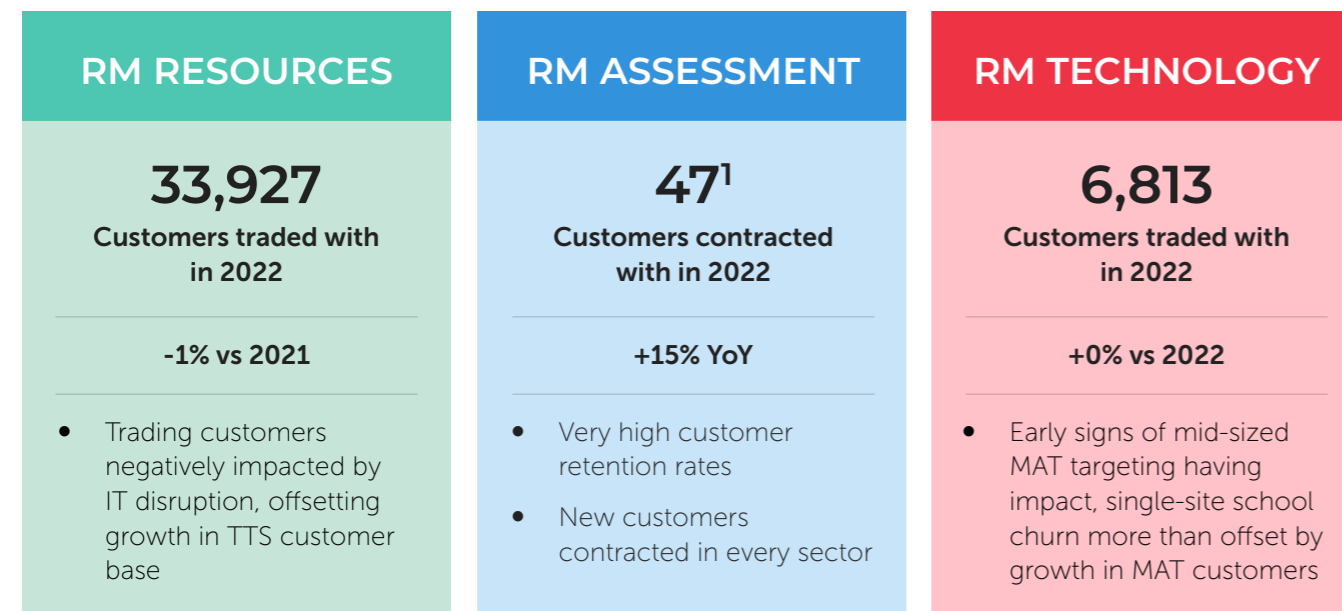 RM RESOURCES
33,927
Customers traded with
in 2022
-1% vs 2021
• Trading customers
negatively impacted by
IT disruption, offsetting
growth in TTS customer
base
RM ASSESSMENT
47¹
Customers contracted
with in 2022
+15% YoY
• Very high customer
retention rates
• New customers
contracted in every sector
RM TECHNOLOGY
6,813
Customers traded with
in 2022
+0% vs 2022
• Early signs of mid-sized
MAT targeting having
impact, single-site school
churn more than offset by
growth in MAT customers